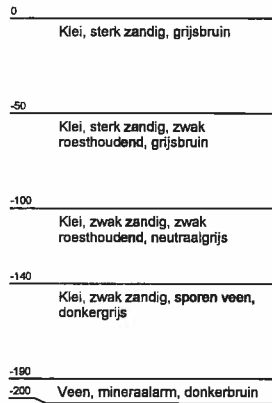 0
Klei, sterk zandig, grijsbruin
-50
Klei, sterk zandig, zwak
roesthoudend, grijsbruin
-100
Klei, zwak zandig, zwak
roesthoudend, neutraalgrijs
-140
Klei, zwak zandig, sporen veen,
donkergrijs
-190
-200 Veen, mineraalarm, donkerbruin